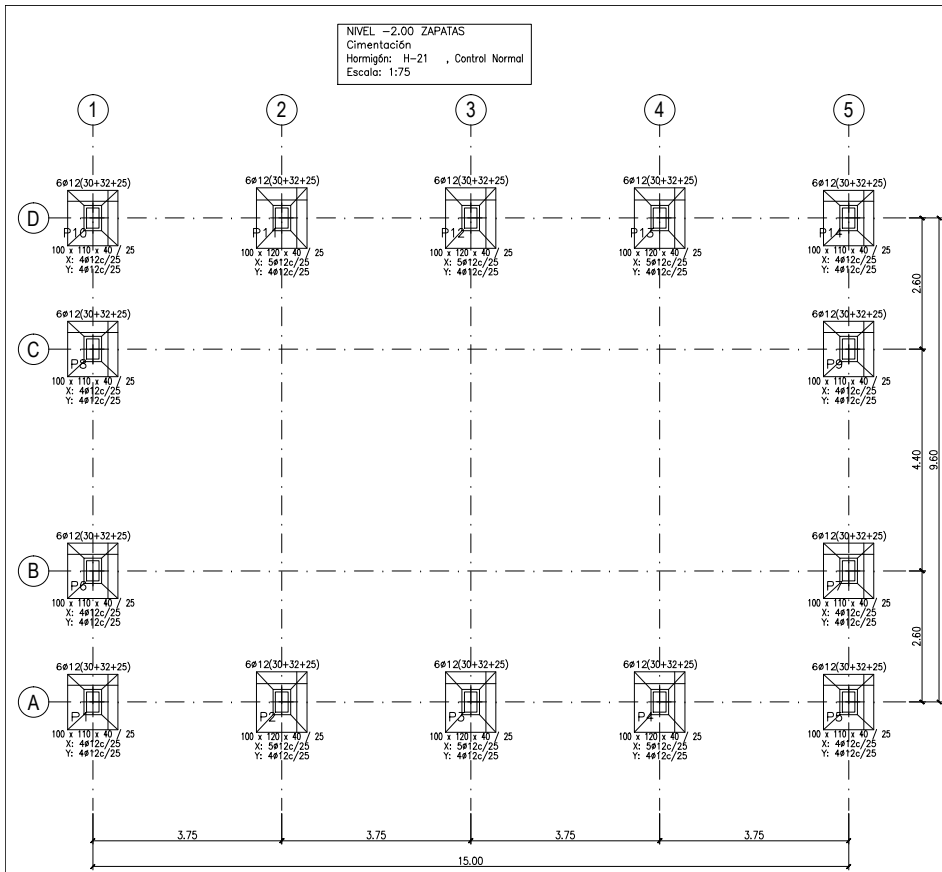 NIVEL -2.00 ZAPATAS
Cimentación
Hormigón: H-21 , Control Normal
Escala: 1:75
1
2
3
4
5
D
6ø12(30+32+25)
P10
100 x 110 x 40 / 25
X: 4ø12c/25
Y: 4ø12c/25
6ø12(30+32+25)
P11
100 x 120 x 40 / 25
X: 5ø12c/25
Y: 4ø12c/25
6ø12(30+32+25)
P12
100 x 120 x 40 / 25
X: 5ø12c/25
Y: 4ø12c/25
6ø12(30+32+25)
P13
100 x 120 x 40 / 25
X: 5ø12c/25
Y: 4ø12c/25
6ø12(30+32+25)
P14
100 x 110 x 40 / 25
X: 4ø12c/25
Y: 4ø12c/25
2.60
C
6ø12(30+32+25)
P8
100 x 110 x 40 / 25
X: 4ø12c/25
Y: 4ø12c/25
6ø12(30+32+25)
P9
100 x 110 x 40 / 25
X: 4ø12c/25
Y: 4ø12c/25
4.40
9.60
B
6ø12(30+32+25)
P6
100 x 110 x 40 / 25
X: 4ø12c/25
Y: 4ø12c/25
6ø12(30+32+25)
P7
100 x 110 x 40 / 25
X: 4ø12c/25
Y: 4ø12c/25
2.60
A
6ø12(30+32+25)
P1
100 x 110 x 40 / 25
X: 4ø12c/25
Y: 4ø12c/25
6ø12(30+32+25)
P2
100 x 120 x 40 / 25
X: 5ø12c/25
Y: 4ø12c/25
6ø12(30+32+25)
P3
100 x 120 x 40 / 25
X: 5ø12c/25
Y: 4ø12c/25
6ø12(30+32+25)
P4
100 x 120 x 40 / 25
X: 5ø12c/25
Y: 4ø12c/25
6ø12(30+32+25)
P5
100 x 110 x 40 / 25
X: 4ø12c/25
Y: 4ø12c/25
3.75
3.75
3.75
3.75
15.00